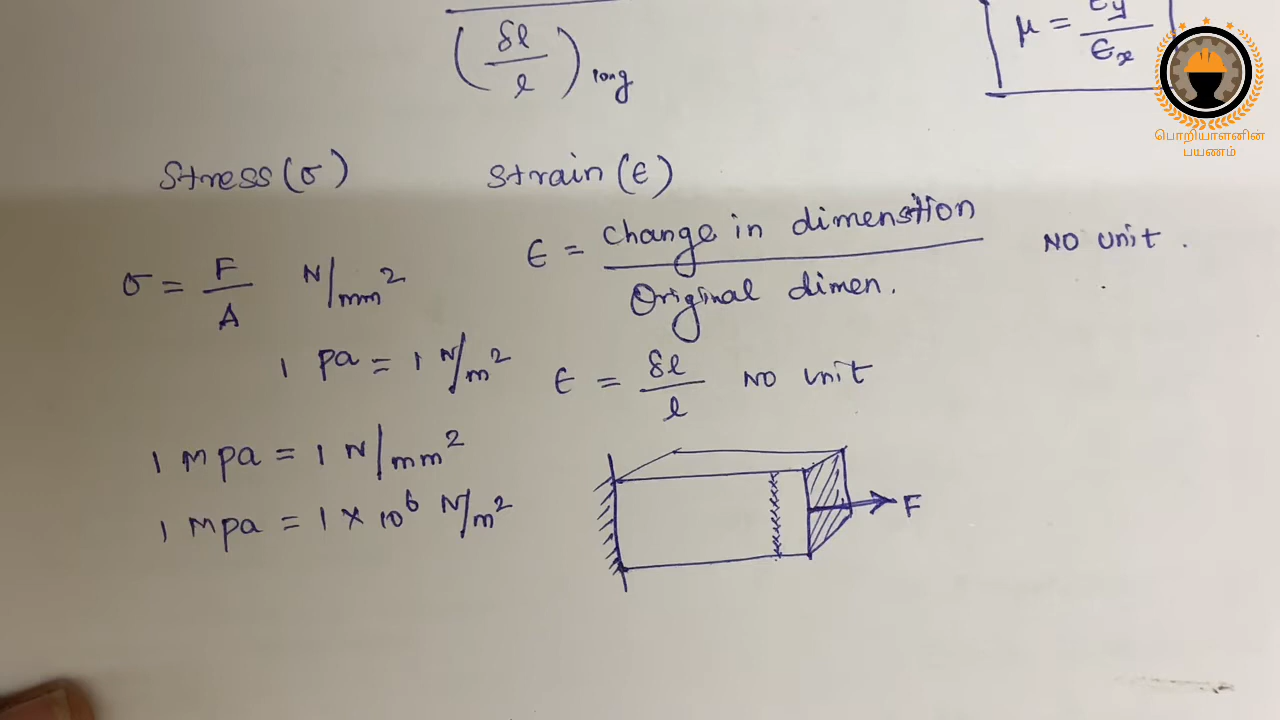 (δl/l) long
μ = εy/εx
பொறியாளனின்
பயணம்
Stress (σ)
Strain (ε)
σ = F/A N/mm²
ε = Change in dimenstion / Original dimen. NO unit.
1 pa = 1 N/m²
ε = δl/l NO unit
1 Mpa = 1 N/mm²
1 Mpa = 1 × 10⁶ N/m²
F